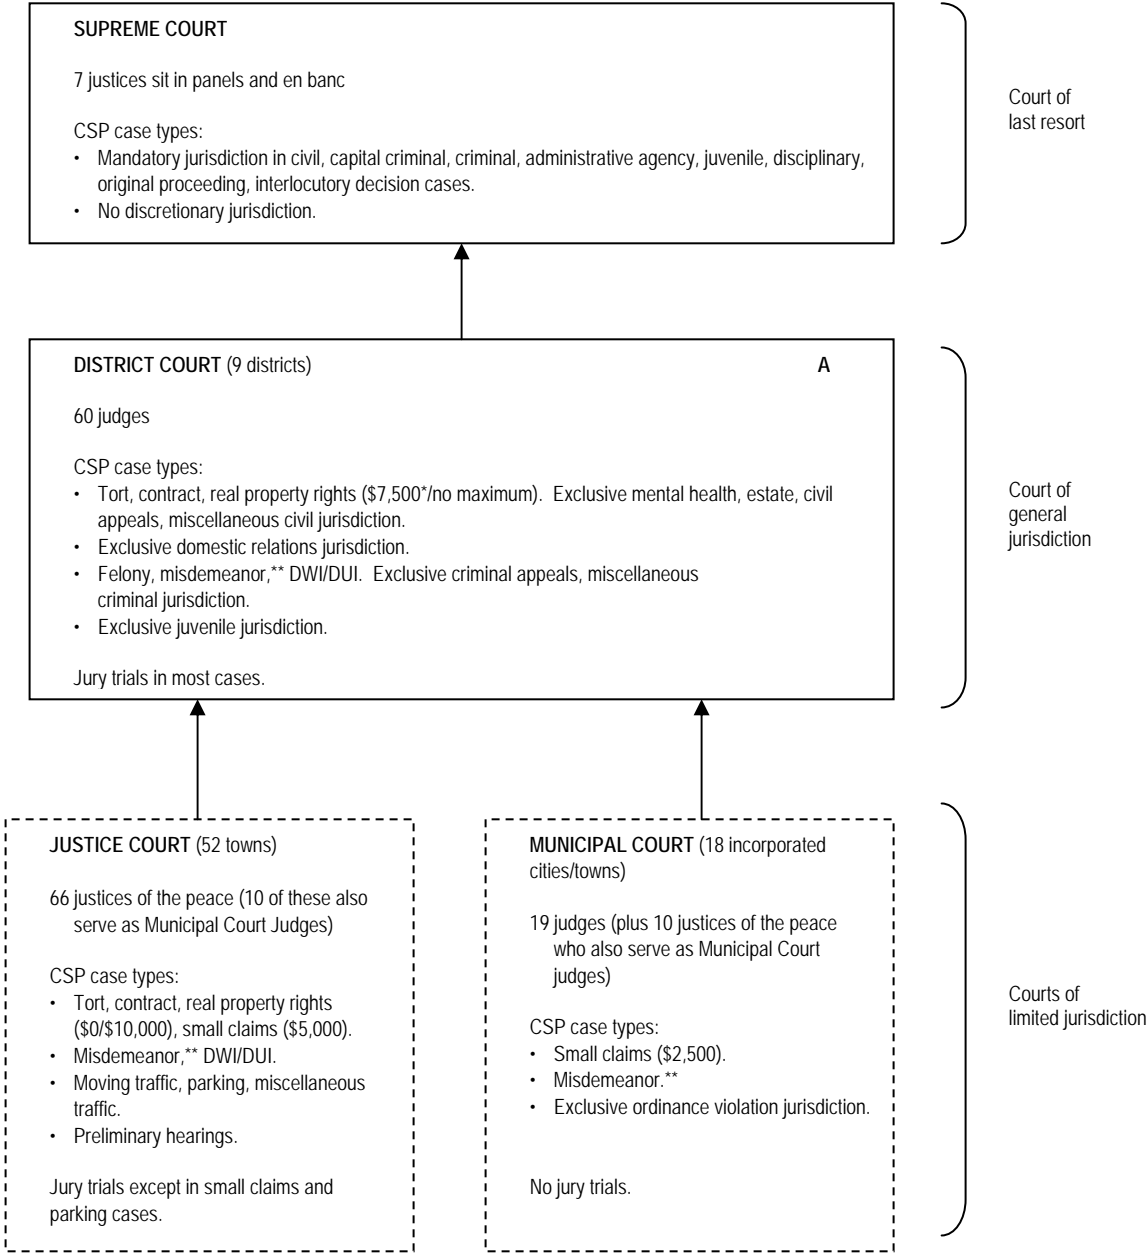 SUPREME COURT
7 justices sit in panels and en banc
CSP case types:
• Mandatory jurisdiction in civil, capital criminal, criminal, administrative agency, juvenile, disciplinary,
original proceeding, interlocutory decision cases.
• No discretionary jurisdiction.
Court of
last resort
DISTRICT COURT (9 districts) A
60 judges
CSP case types:
• Tort, contract, real property rights ($7,500*/no maximum). Exclusive mental health, estate, civil
appeals, miscellaneous civil jurisdiction.
• Exclusive domestic relations jurisdiction.
• Felony, misdemeanor,** DWI/DUI. Exclusive criminal appeals, miscellaneous
criminal jurisdiction.
• Exclusive juvenile jurisdiction.
Jury trials in most cases.
Court of
general
jurisdiction
JUSTICE COURT (52 towns)
66 justices of the peace (10 of these also
serve as Municipal Court Judges)
CSP case types:
• Tort, contract, real property rights
($0/$10,000), small claims ($5,000).
• Misdemeanor,** DWI/DUI.
• Moving traffic, parking, miscellaneous
traffic.
• Preliminary hearings.
Jury trials except in small claims and
parking cases.
MUNICIPAL COURT (18 incorporated
cities/towns)
19 judges (plus 10 justices of the peace
who also serve as Municipal Court
judges)
CSP case types:
• Small claims ($2,500).
• Misdemeanor.**
• Exclusive ordinance violation jurisdiction.
No jury trials.
Courts of
limited jurisdiction